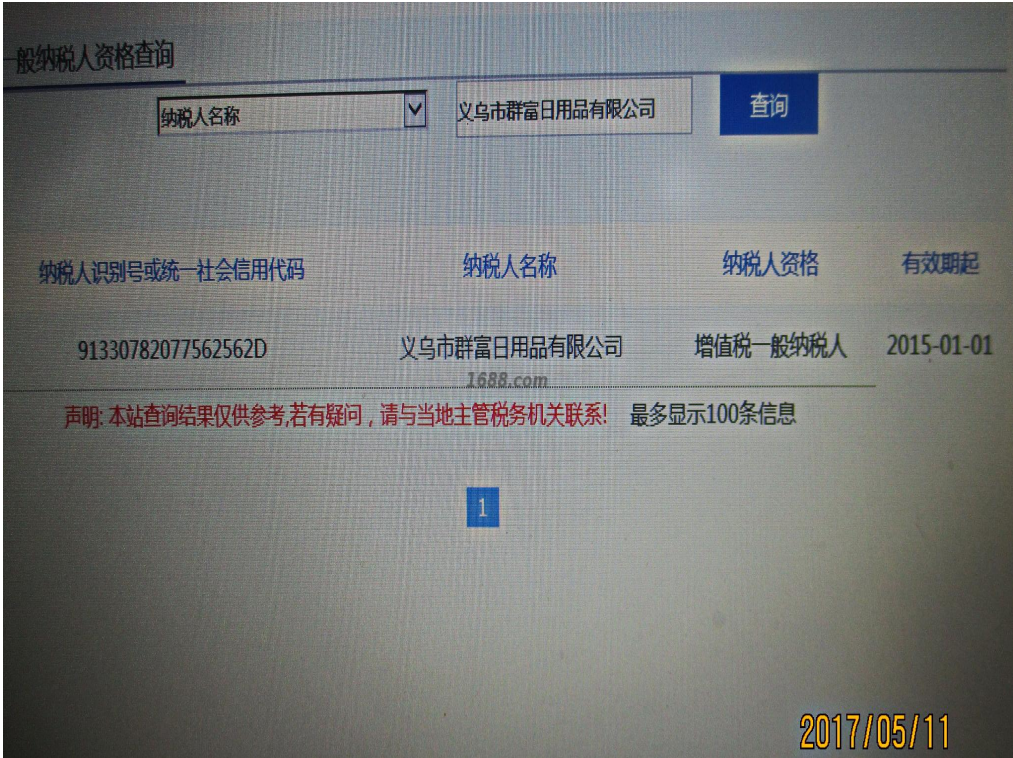 一般纳税人资格查询
纳税人名称 义乌市群富日用品有限公司 查询
纳税人识别号或统一社会信用代码 纳税人名称 纳税人资格 有效期起
91330782077562562D 义乌市群富日用品有限公司 增值税一般纳税人 2015-01-01
1688.com
声明: 本站查询结果仅供参考,若有疑问，请与当地主管税务机关联系! 最多显示100条信息
1
2017/05/11